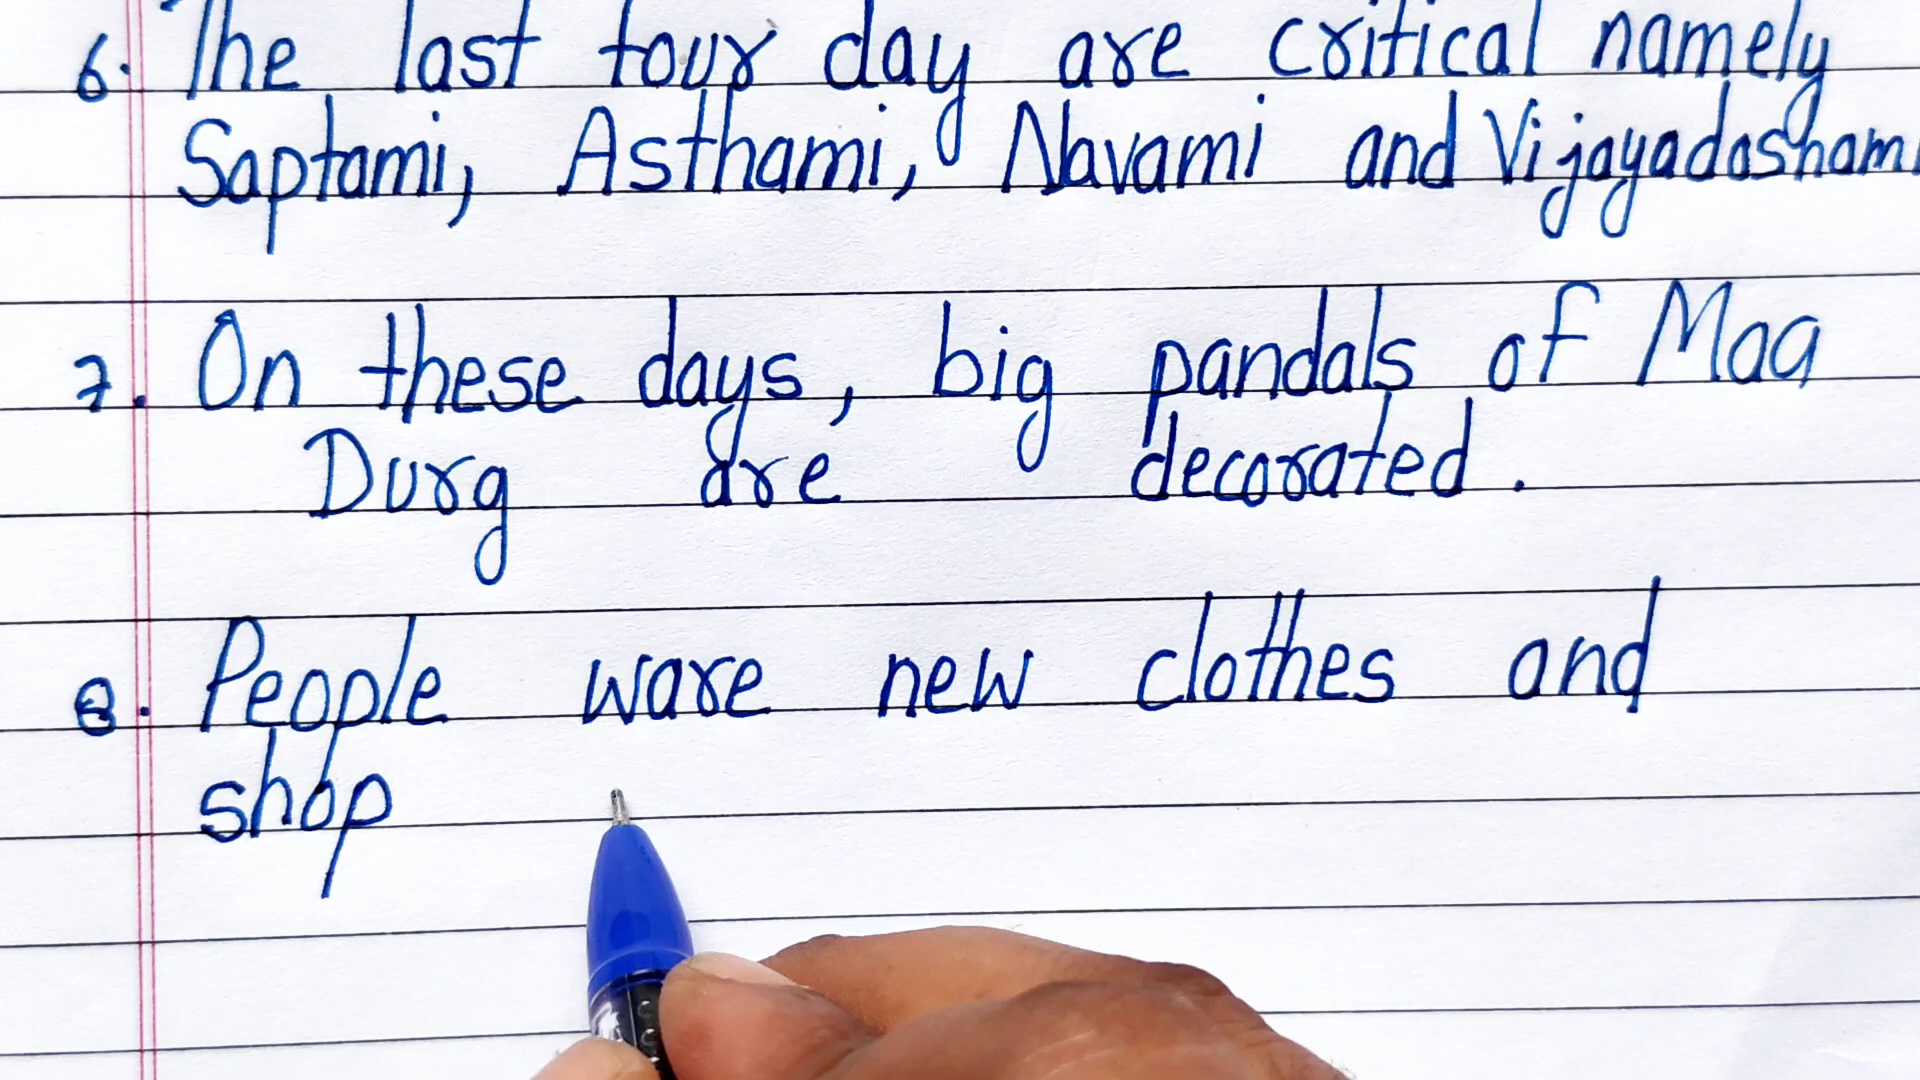 6. The last four day are critical namely
Saptami, Asthami, Navami and Vijayadashami
7. On these days, big pandals of Maa
Durg are decorated.
8. People ware new clothes and
shop